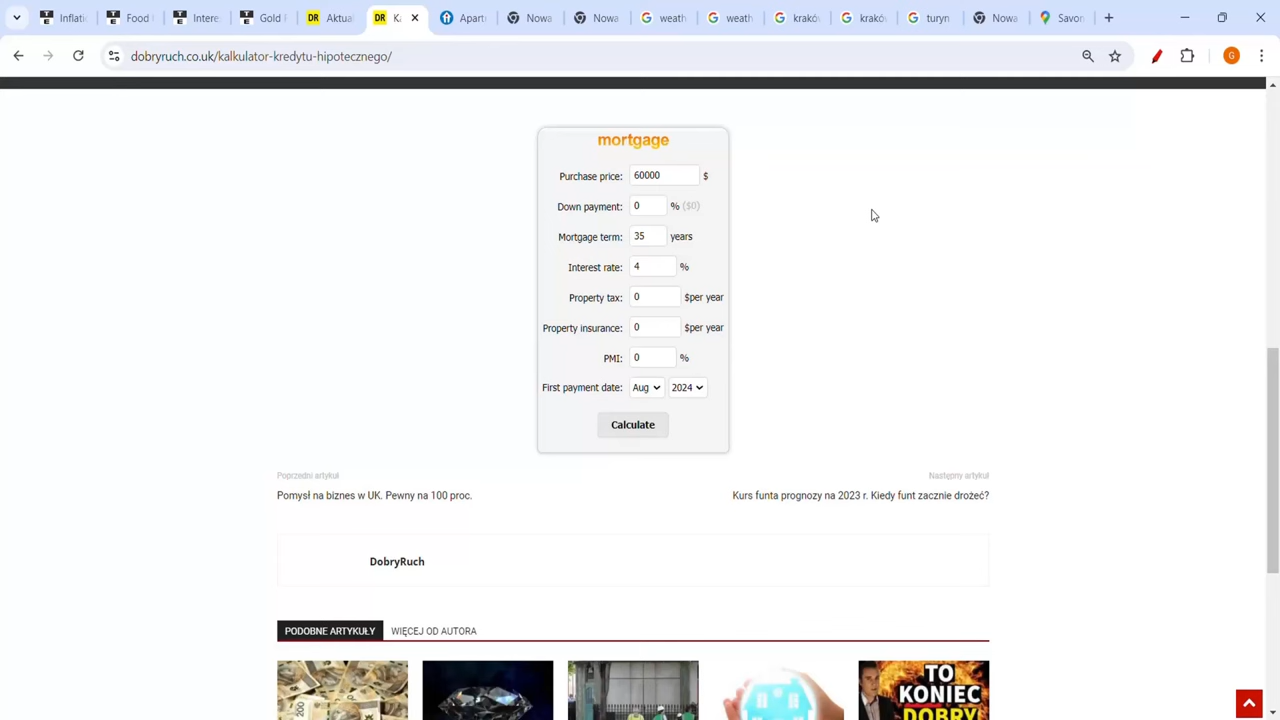 Inflati
Food
Intere
Gold
DR Aktua
DR K
Apart
Nowa
Nowa
weath
weath
krakó
krakó
turyn
Nowa
Savon
dobryruch.co.uk/kalkulator-kredytu-hipotecznego/
G
mortgage
Purchase price: 60000 $
Down payment: 0 % ($0)
Mortgage term: 35 years
Interest rate: 4 %
Property tax: 0 $per year
Property insurance: 0 $per year
PMI: 0 %
First payment date: Aug 2024
Calculate
Poprzedni artykuł
Następny artykuł
Pomysł na biznes w UK. Pewny na 100 proc.
Kurs funta prognozy na 2023 r. Kiedy funt zacznie drożeć?
DobryRuch
PODOBNE ARTYKUŁY
WIĘCEJ OD AUTORA
TO
KONIEC
DOBRY